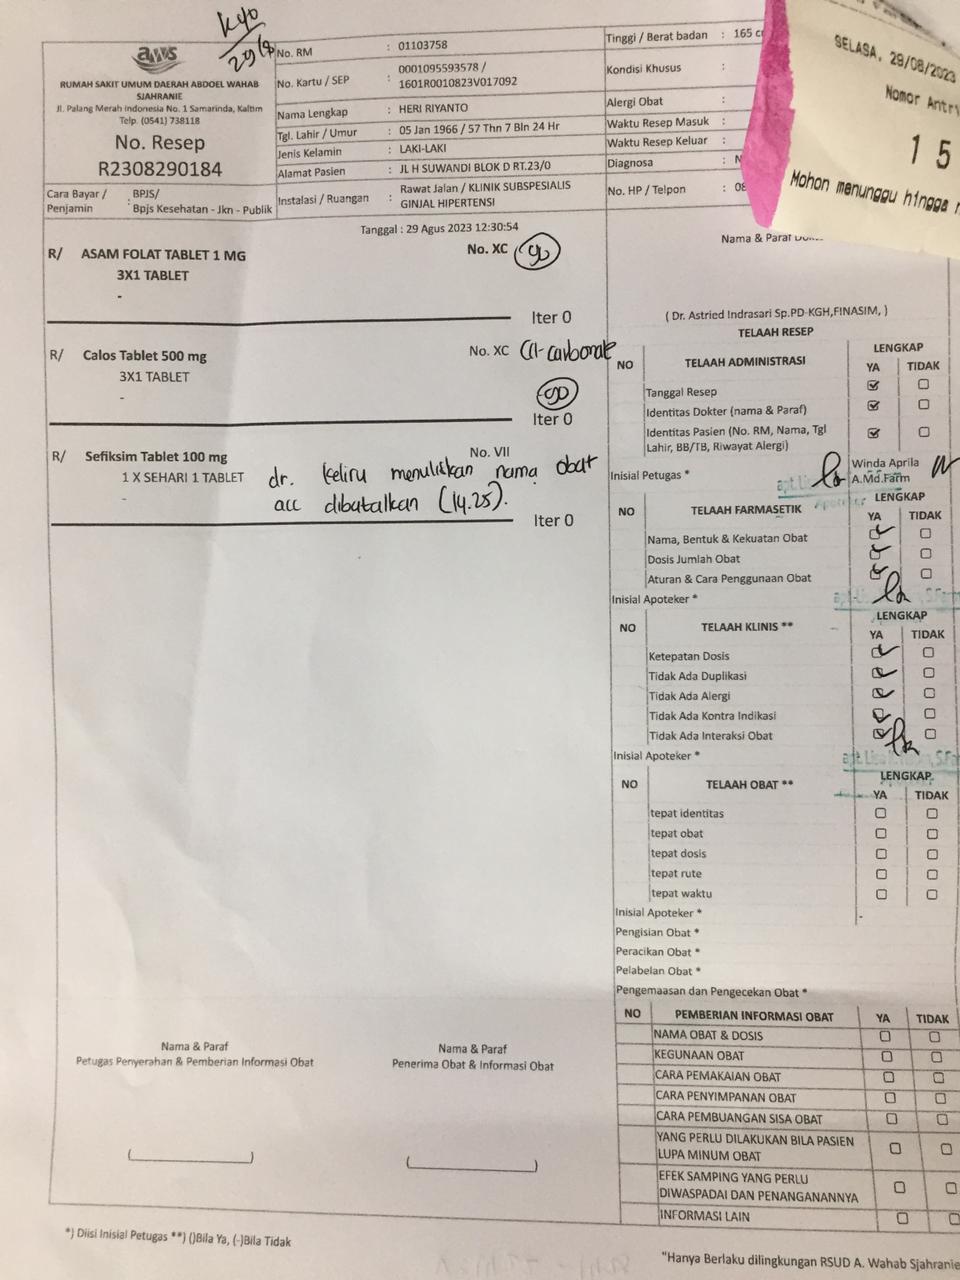 Kyo
29/8
aws
RUMAH SAKIT UMUM DAERAH ABDOEL WAHAB
SJAHRANIE
Jl. Palang Merah Indonesia No. 1 Samarinda, Kaltim
Telp. (0541) 738118
No. Resep
R2308290184
Cara Bayar / Penjamin : BPJS/
Bpjs Kesehatan - Jkn - Publik
No. RM : 01103758
No. Kartu / SEP : 0001095593578 /
1601R0010823V017092
Nama Lengkap : HERI RIYANTO
Tgl. Lahir / Umur : 05 Jan 1966 / 57 Thn 7 Bln 24 Hr
Jenis Kelamin : LAKI-LAKI
Alamat Pasien : JL H SUWANDI BLOK D RT.23/0
Instalasi / Ruangan : Rawat Jalan / KLINIK SUBSPESIALIS
GINJAL HIPERTENSI
Tinggi / Berat badan : 165
Kondisi Khusus :
Alergi Obat :
Waktu Resep Masuk :
Waktu Resep Keluar :
Diagnosa : N
No. HP / Telpon : 08
SELASA, 29/08/2023
Nomor Antri
1 5
Mohon menunggu hingga
Tanggal : 29 Agus 2023 12:30:54
R/ ASAM FOLAT TABLET 1 MG No. XC 90
3X1 TABLET
-
Iter 0
R/ Calos Tablet 500 mg No. XC Ca-carbonate
3X1 TABLET
- 90
Iter 0
R/ Sefiksim Tablet 100 mg No. VII
1 X SEHARI 1 TABLET
-
dr. keliru menuliskan nama obat
acc dibatalkan (14.25).
Iter 0
Nama & Paraf
( Dr. Astried Indrasari Sp.PD-KGH,FINASIM, )
TELAAH RESEP
NO TELAAH ADMINISTRASI LENGKAP
YA TIDAK
Tanggal Resep
Identitas Dokter (nama & Paraf)
Identitas Pasien (No. RM, Nama, Tgl
Lahir, BB/TB, Riwayat Alergi)
Inisial Petugas * Winda Aprila
A.Md.Farm
NO TELAAH FARMASETIK LENGKAP
YA TIDAK
Nama, Bentuk & Kekuatan Obat
Dosis Jumlah Obat
Aturan & Cara Penggunaan Obat
Inisial Apoteker *
NO TELAAH KLINIS ** LENGKAP
YA TIDAK
Ketepatan Dosis
Tidak Ada Duplikasi
Tidak Ada Alergi
Tidak Ada Kontra Indikasi
Tidak Ada Interaksi Obat
Inisial Apoteker *
NO TELAAH OBAT ** LENGKAP
YA TIDAK
tepat identitas
tepat obat
tepat dosis
tepat rute
tepat waktu
Inisial Apoteker * -
Pengisian Obat *
Peracikan Obat *
Pelabelan Obat *
Pengemaasan dan Pengecekan Obat *
NO PEMBERIAN INFORMASI OBAT YA TIDAK
NAMA OBAT & DOSIS
KEGUNAAN OBAT
CARA PEMAKAIAN OBAT
CARA PENYIMPANAN OBAT
CARA PEMBUANGAN SISA OBAT
YANG PERLU DILAKUKAN BILA PASIEN
LUPA MINUM OBAT
EFEK SAMPING YANG PERLU
DIWASPADAI DAN PENANGANANNYA
INFORMASI LAIN
Nama & Paraf
Petugas Penyerahan & Pemberian Informasi Obat
Nama & Paraf
Penerima Obat & Informasi Obat
*) Diisi Inisial Petugas **) ()Bila Ya, (-)Bila Tidak
"Hanya Berlaku dilingkungan RSUD A. Wahab Sjahranie